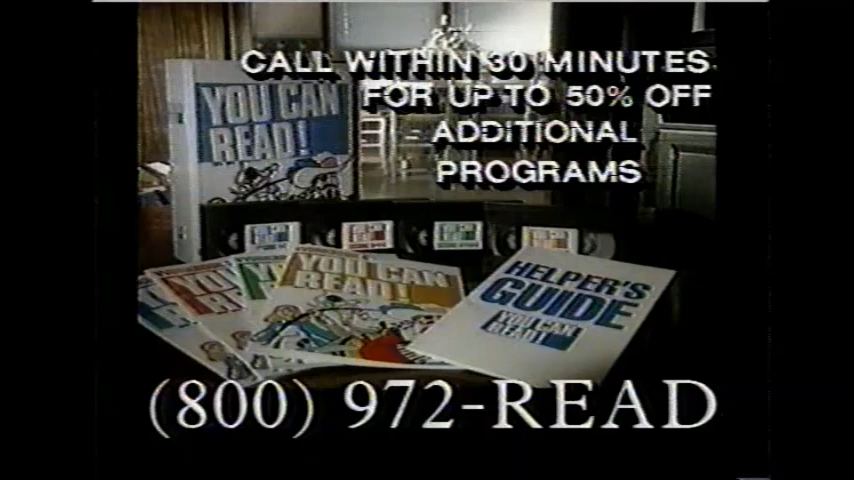 CALL WITHIN 30 MINUTES
FOR UP TO 50% OFF
ADDITIONAL
PROGRAMS
YOU CAN
READ!
YOU CAN
READ!
HELPER'S
GUIDE
YOU CAN
READ!
(800) 972-READ